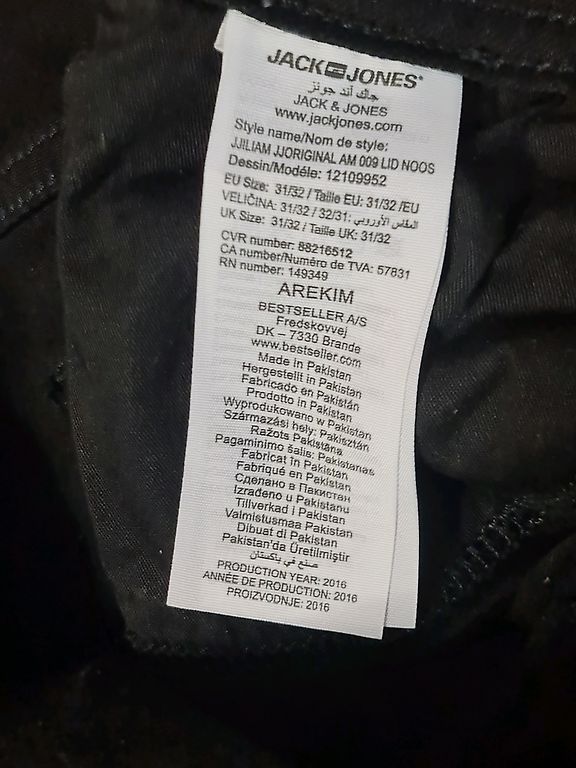 JACK JONES®
جاك أند جونز
JACK & JONES
www.jackjones.com
Style name/Nom de style:
JJILIAM JJORIGINAL AM 009 LID NOOS
Dessin/Modéle: 12109952
EU Size: 31/32 / Taille EU: 31/32 /EU
VELIČINA: 31/32 / 32/31: المقاس الأوروبي
UK Size: 31/32 / Taille UK: 31/32
CVR number: 88216512
CA number/Numéro de TVA: 57831
RN number: 149349
AREKIM
BESTSELLER A/S
Fredskovvej
DK – 7330 Brande
www.bestseller.com
Made in Pakistan
Hergestellt in Pakistan
Fabricado en Pakistán
Prodotto in Pakistan
Wyprodukowano w Pakistan
Származási hely: Pakisztán
Ražots Pakistāna
Pagaminimo šalis: Pakistanas
Fabricat în Pakistan
Fabriqué en Pakistan
Сделано в Пакистан
Izrađeno u Pakistanu
Tillverkad i Pakistan
Valmistusmaa Pakistan
Dibuat di Pakistan
Pakistan'da Üretilmiştir
صنع في باكستان
PRODUCTION YEAR: 2016
ANNÉE DE PRODUCTION: 2016
PROIZVODNJE: 2016